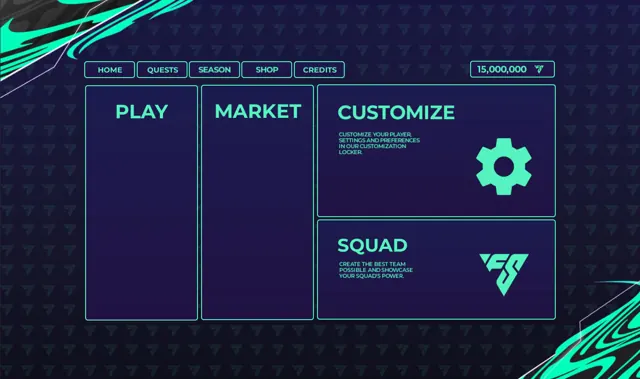 HOME
QUESTS
SEASON
SHOP
CREDITS
15,000,000
PLAY
MARKET
CUSTOMIZE
CUSTOMIZE YOUR PLAYER,
SETTINGS AND PREFERENCES
IN OUR CUSTOMIZATION
LOCKER.
SQUAD
CREATE THE BEST TEAM
POSSIBLE AND SHOWCASE
YOUR SQUAD'S POWER.